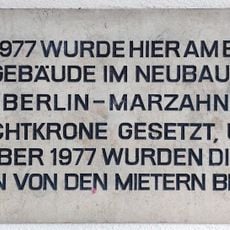 1977 WURDE HIER AM
GEBÄUDE IM NEUBAU
BERLIN-MARZAHN
CHTKRONE GESETZT,
BER 1977 WURDEN DI
N VON DEN MIETERN B